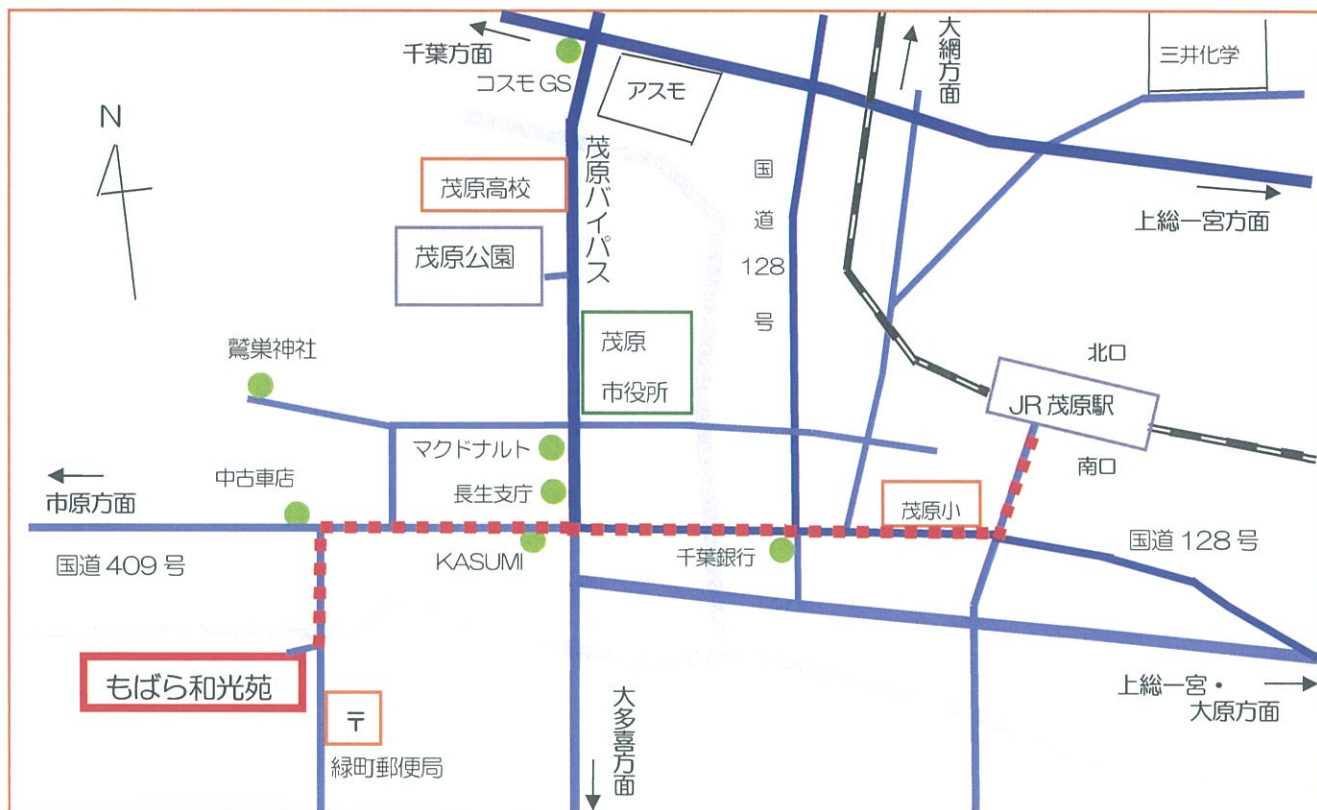 千葉方面
コスモGS
アスモ
大網方面
三井化学
N
茂原高校
茂原バイパス
国道128号
上総一宮方面
茂原公園
鷲巣神社
茂原
市役所
北口
JR茂原駅
南口
マクドナルト
長生支庁
中古車店
市原方面
茂原小
国道409号
KASUMI
千葉銀行
国道128号
もばら和光苑
〒
緑町郵便局
大多喜方面
上総一宮・
大原方面